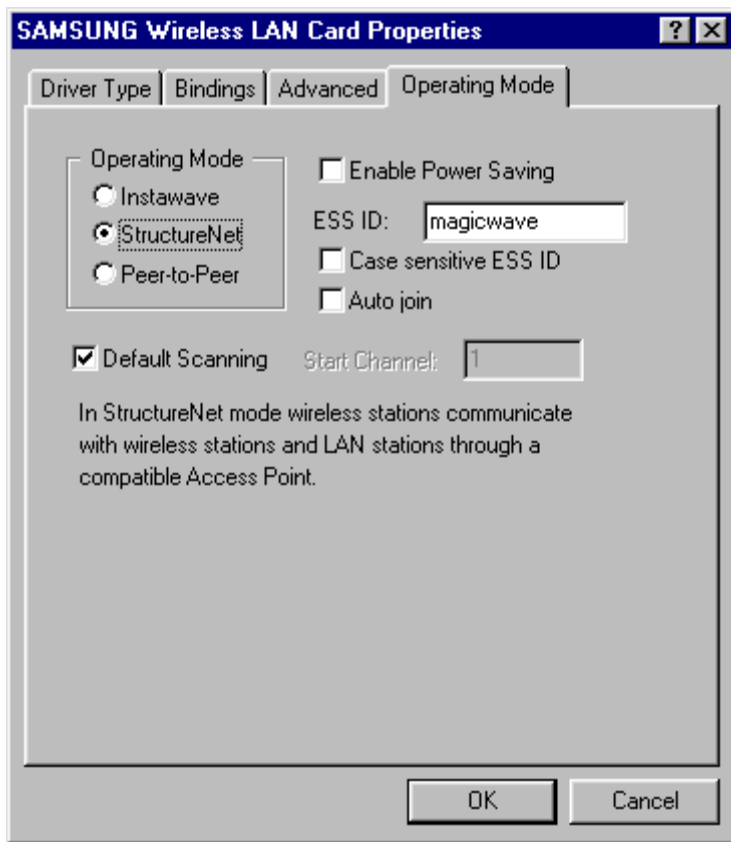 SAMSUNG Wireless LAN Card Properties
Driver Type Bindings Advanced Operating Mode
Operating Mode
Instawave
StructureNet
Peer-to-Peer
Enable Power Saving
ESS ID: magicwave
Case sensitive ESS ID
Auto join
Default Scanning Start Channel: 1
In StructureNet mode wireless stations communicate
with wireless stations and LAN stations through a
compatible Access Point.
OK Cancel